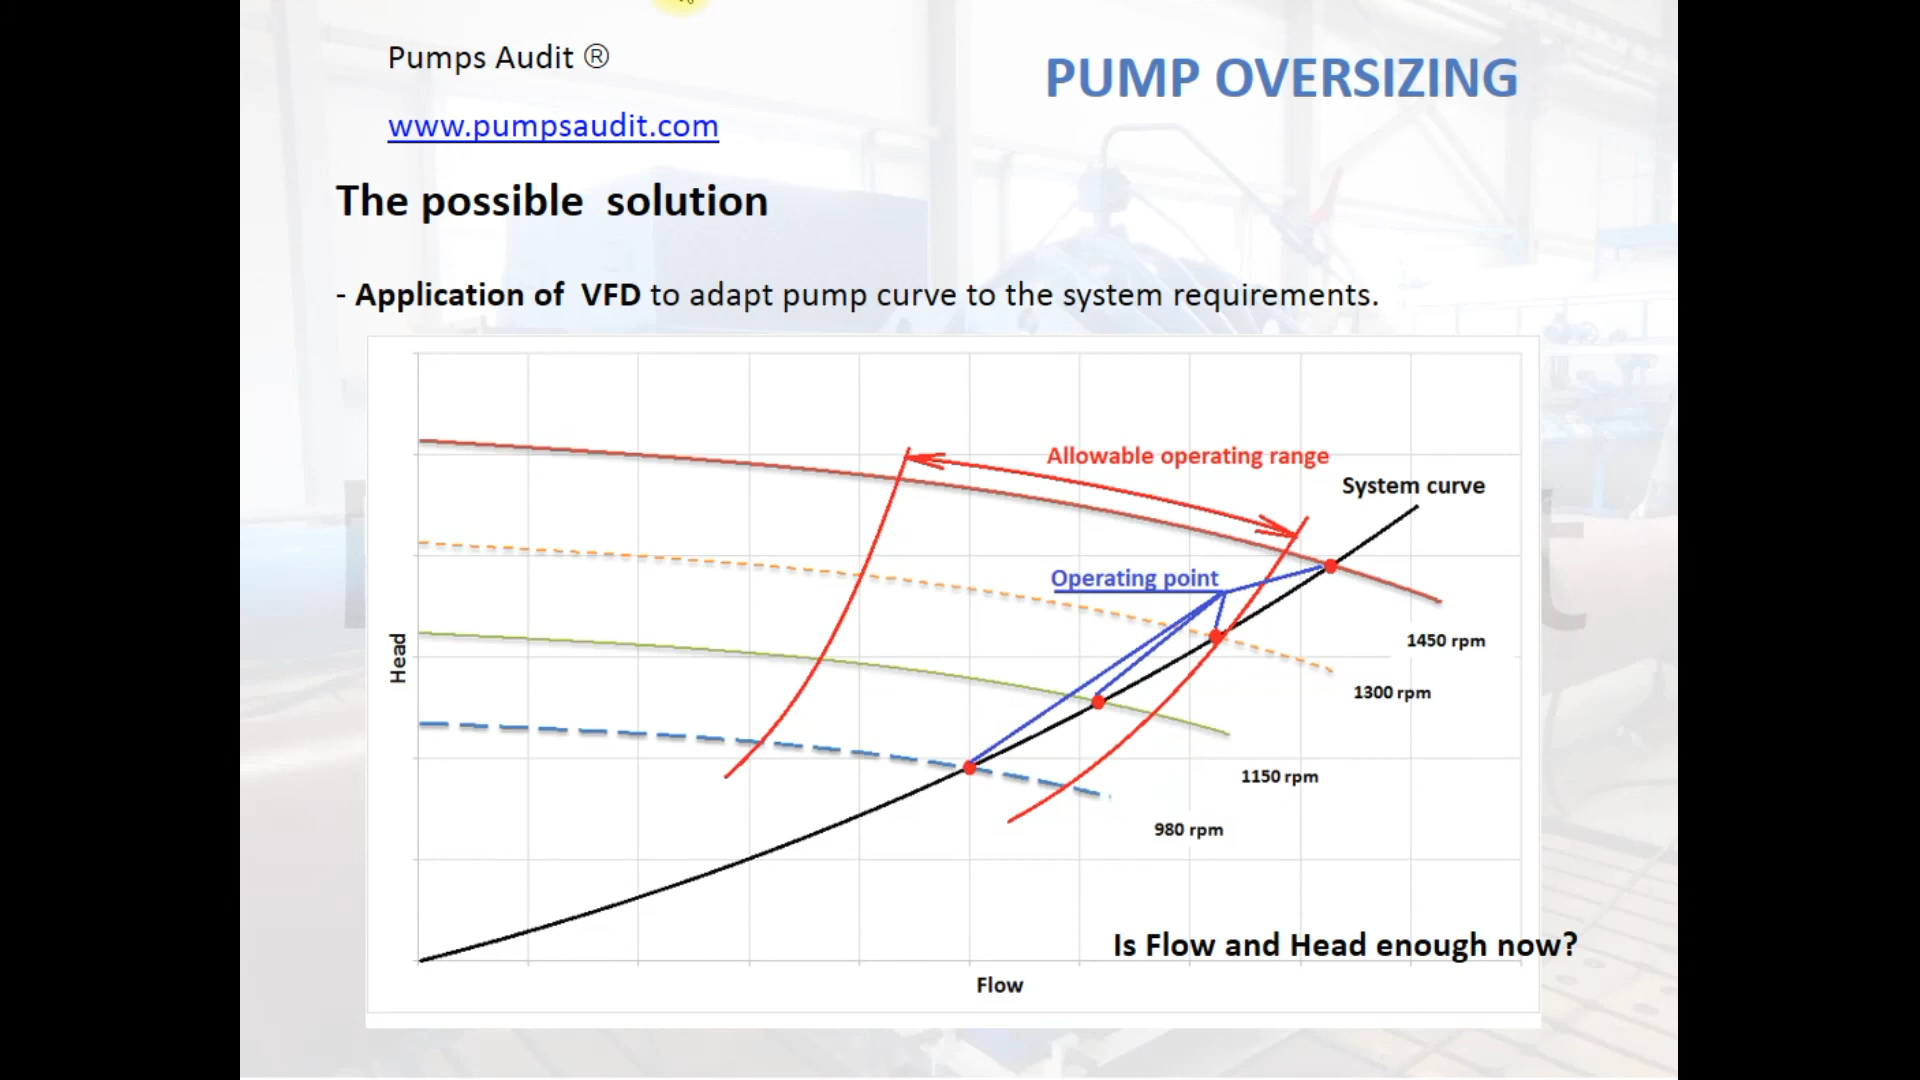 Pumps Audit ®
PUMP OVERSIZING
www.pumpsaudit.com
The possible solution
- Application of VFD to adapt pump curve to the system requirements.
Allowable operating range
System curve
Operating point
Head
1450 rpm
1300 rpm
1150 rpm
980 rpm
Is Flow and Head enough now?
Flow